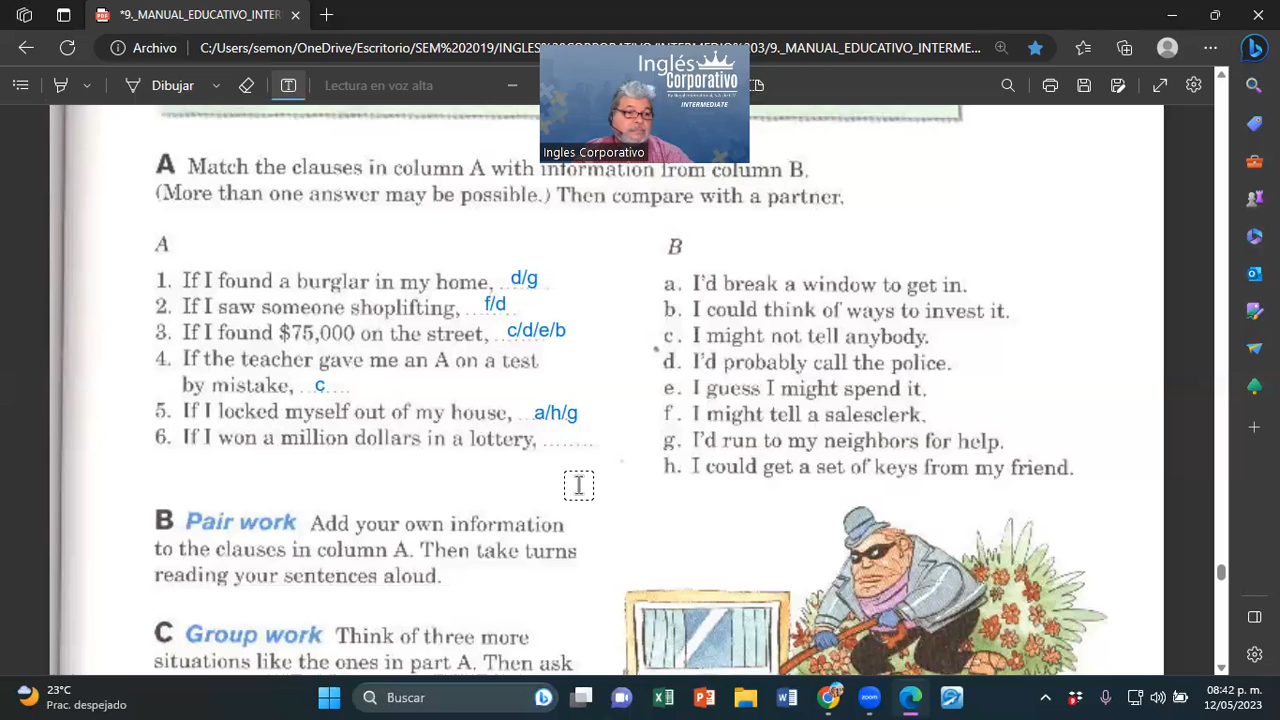 *9_MANUAL_EDUCATIVO_INTERM
Archivo
C:/Users/semon/OneDrive/Escritorio/SEM%202019/INGLES%20CORPORATIVO/INTERMEDIO%2003/9_MANUAL_EDUCATIVO_INTERME...
Dibujar
Lectura en voz alta
Inglés
Corporativo
INTERMEDIATE
Ingles Corporativo
A Match the clauses in column A with information from column B.
(More than one answer may be possible.) Then compare with a partner.
A
1. If I found a burglar in my home, d/g
2. If I saw someone shoplifting, f/d
3. If I found $75,000 on the street, c/d/e/b
4. If the teacher gave me an A on a test
by mistake, c
5. If I locked myself out of my house, a/h/g
6. If I won a million dollars in a lottery, ........
B
a. I'd break a window to get in.
b. I could think of ways to invest it.
c. I might not tell anybody.
d. I'd probably call the police.
e. I guess I might spend it.
f. I might tell a salesclerk.
g. I'd run to my neighbors for help.
h. I could get a set of keys from my friend.
B Pair work Add your own information
to the clauses in column A. Then take turns
reading your sentences aloud.
C Group work Think of three more
situations like the ones in part A. Then ask
23°C
Prac. despejado
Buscar
zoom
08:42 p. m.
12/05/2023